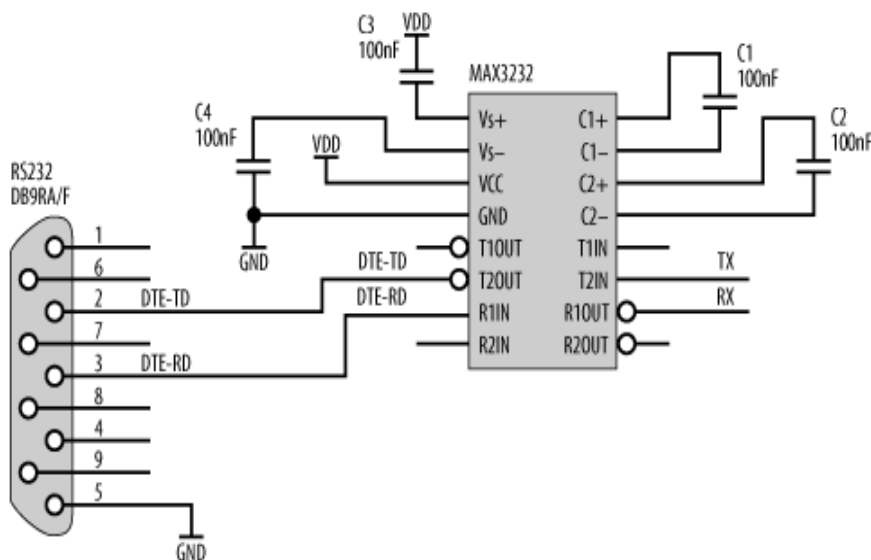 C3
100nF
VDD
MAX3232
C1
100nF
C2
100nF
C4
100nF
VDD
Vs+
C1+
Vs–
C1–
VCC
C2+
GND
C2–
T1OUT
T1IN
T2OUT
T2IN
R1IN
R1OUT
R2IN
R2OUT
GND
DTE-TD
DTE-RD
TX
RX
RS232
DB9RA/F
1
6
2
DTE-TD
7
3
DTE-RD
8
4
9
5
GND